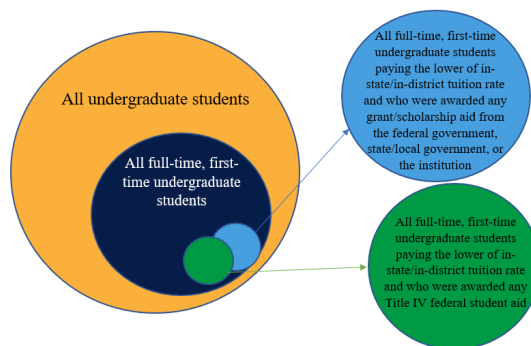 All undergraduate students
All full-time, first-
time undergraduate
students
All full-time, first-time
undergraduate students
paying the lower of in-
state/in-district tuition rate
and who were awarded any
grant/scholarship aid from
the federal government,
state/local government, or
the institution
All full-time, first-time
undergraduate students
paying the lower of in-
state/in-district tuition rate
and who were awarded any
Title IV federal student aid